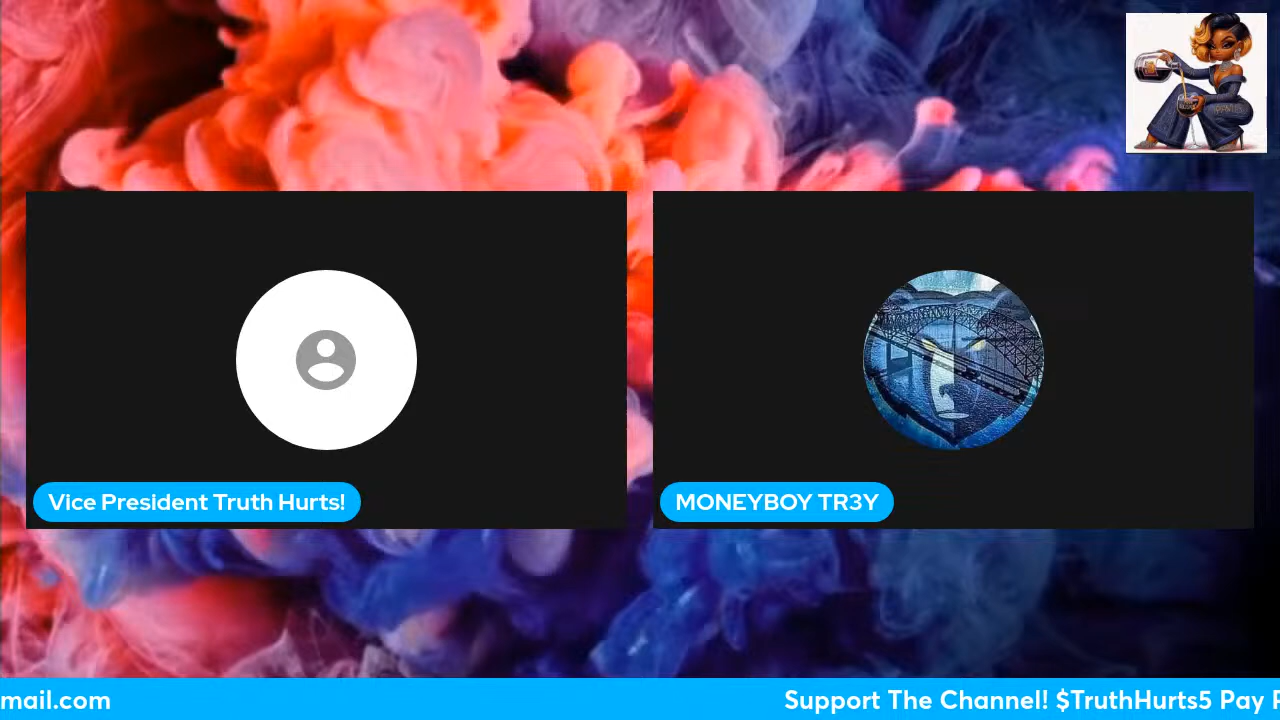 Vice President Truth Hurts!
MONEYBOY TR3Y
mail.com
Support The Channel! $TruthHurts5 Pay